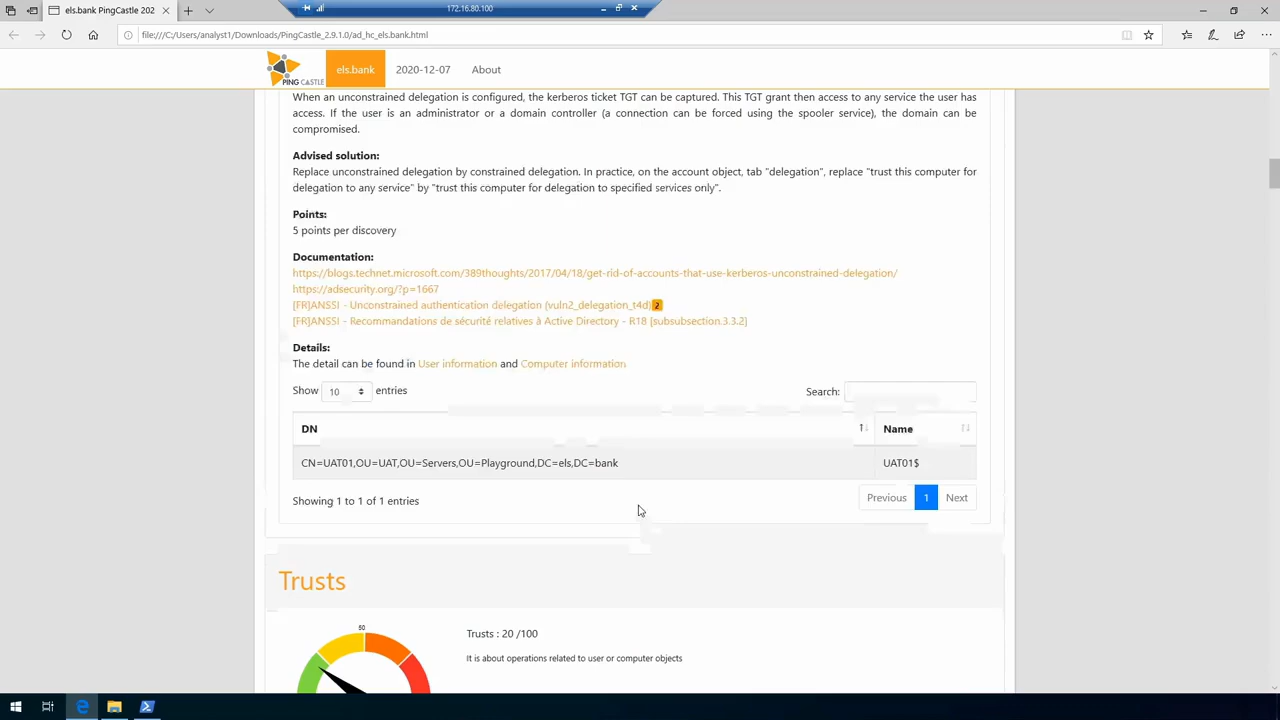 els.bank PingCastle 202
172.16.80.100
file:///C:/Users/analyst1/Downloads/PingCastle_2.9.1.0/ad_hc_els.bank.html
PING CASTLE
els.bank
2020-12-07
About
When an unconstrained delegation is configured, the kerberos ticket TGT can be captured. This TGT grant then access to any service the user has
access. If the user is an administrator or a domain controller (a connection can be forced using the spooler service), the domain can be
compromised.
Advised solution:
Replace unconstrained delegation by constrained delegation. In practice, on the account object, tab "delegation", replace "trust this computer for
delegation to any service" by "trust this computer for delegation to specified services only".
Points:
5 points per discovery
Documentation:
https://blogs.technet.microsoft.com/389thoughts/2017/04/18/get-rid-of-accounts-that-use-kerberos-unconstrained-delegation/
https://adsecurity.org/?p=1667
[FR]ANSSI - Unconstrained authentication delegation (vuln2_delegation_t4d) 2
[FR]ANSSI - Recommandations de sécurité relatives à Active Directory - R18 [subsubsection.3.3.2]
Details:
The detail can be found in User information and Computer information
Show 10 entries
Search:
DN
Name
CN=UAT01,OU=UAT,OU=Servers,OU=Playground,DC=els,DC=bank
UAT01$
Showing 1 to 1 of 1 entries
Previous 1 Next
Trusts
50
Trusts : 20 /100
It is about operations related to user or computer objects